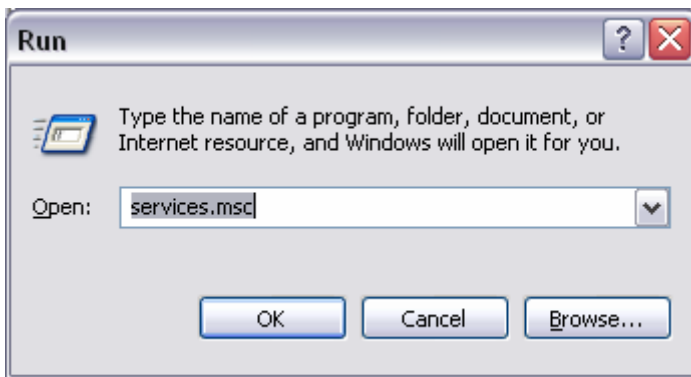 Run
Type the name of a program, folder, document, or
Internet resource, and Windows will open it for you.
Open: services.msc
OK Cancel Browse...